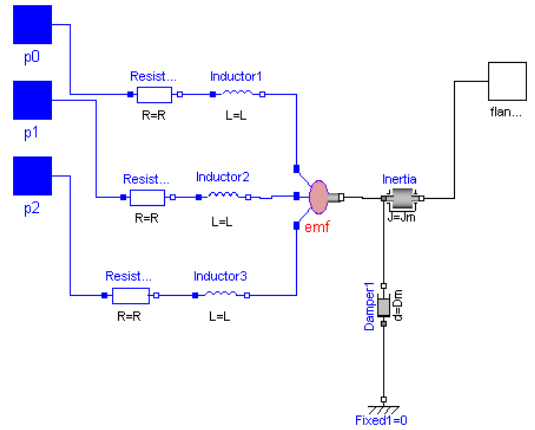 p0
Resist...
Inductor1
R=R
L=L
flan...
p1
Resist...
Inductor2
R=R
L=L
emf
Inertia
J=Jm
p2
Resist...
Inductor3
R=R
L=L
Damper1
d=Dm
Fixed1=0